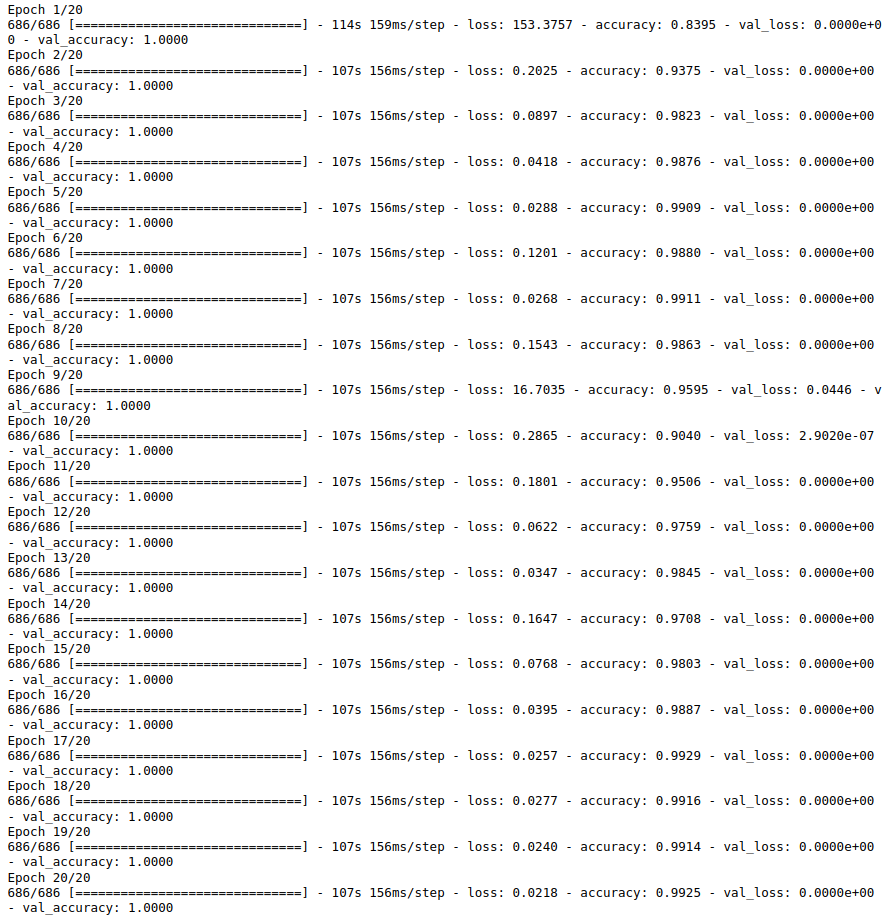 Epoch 1/20
686/686 [==============================] - 114s 159ms/step - loss: 153.3757 - accuracy: 0.8395 - val_loss: 0.0000e+0
0 - val_accuracy: 1.0000
Epoch 2/20
686/686 [==============================] - 107s 156ms/step - loss: 0.2025 - accuracy: 0.9375 - val_loss: 0.0000e+00
- val_accuracy: 1.0000
Epoch 3/20
686/686 [==============================] - 107s 156ms/step - loss: 0.0897 - accuracy: 0.9823 - val_loss: 0.0000e+00
- val_accuracy: 1.0000
Epoch 4/20
686/686 [==============================] - 107s 156ms/step - loss: 0.0418 - accuracy: 0.9876 - val_loss: 0.0000e+00
- val_accuracy: 1.0000
Epoch 5/20
686/686 [==============================] - 107s 156ms/step - loss: 0.0288 - accuracy: 0.9909 - val_loss: 0.0000e+00
- val_accuracy: 1.0000
Epoch 6/20
686/686 [==============================] - 107s 156ms/step - loss: 0.1201 - accuracy: 0.9880 - val_loss: 0.0000e+00
- val_accuracy: 1.0000
Epoch 7/20
686/686 [==============================] - 107s 156ms/step - loss: 0.0268 - accuracy: 0.9911 - val_loss: 0.0000e+00
- val_accuracy: 1.0000
Epoch 8/20
686/686 [==============================] - 107s 156ms/step - loss: 0.1543 - accuracy: 0.9863 - val_loss: 0.0000e+00
- val_accuracy: 1.0000
Epoch 9/20
686/686 [==============================] - 107s 156ms/step - loss: 16.7035 - accuracy: 0.9595 - val_loss: 0.0446 - v
al_accuracy: 1.0000
Epoch 10/20
686/686 [==============================] - 107s 156ms/step - loss: 0.2865 - accuracy: 0.9040 - val_loss: 2.9020e-07
- val_accuracy: 1.0000
Epoch 11/20
686/686 [==============================] - 107s 156ms/step - loss: 0.1801 - accuracy: 0.9506 - val_loss: 0.0000e+00
- val_accuracy: 1.0000
Epoch 12/20
686/686 [==============================] - 107s 156ms/step - loss: 0.0622 - accuracy: 0.9759 - val_loss: 0.0000e+00
- val_accuracy: 1.0000
Epoch 13/20
686/686 [==============================] - 107s 156ms/step - loss: 0.0347 - accuracy: 0.9845 - val_loss: 0.0000e+00
- val_accuracy: 1.0000
Epoch 14/20
686/686 [==============================] - 107s 156ms/step - loss: 0.1647 - accuracy: 0.9708 - val_loss: 0.0000e+00
- val_accuracy: 1.0000
Epoch 15/20
686/686 [==============================] - 107s 156ms/step - loss: 0.0768 - accuracy: 0.9803 - val_loss: 0.0000e+00
- val_accuracy: 1.0000
Epoch 16/20
686/686 [==============================] - 107s 156ms/step - loss: 0.0395 - accuracy: 0.9887 - val_loss: 0.0000e+00
- val_accuracy: 1.0000
Epoch 17/20
686/686 [==============================] - 107s 156ms/step - loss: 0.0257 - accuracy: 0.9929 - val_loss: 0.0000e+00
- val_accuracy: 1.0000
Epoch 18/20
686/686 [==============================] - 107s 156ms/step - loss: 0.0277 - accuracy: 0.9916 - val_loss: 0.0000e+00
- val_accuracy: 1.0000
Epoch 19/20
686/686 [==============================] - 107s 156ms/step - loss: 0.0240 - accuracy: 0.9914 - val_loss: 0.0000e+00
- val_accuracy: 1.0000
Epoch 20/20
686/686 [==============================] - 107s 156ms/step - loss: 0.0218 - accuracy: 0.9925 - val_loss: 0.0000e+00
- val_accuracy: 1.0000